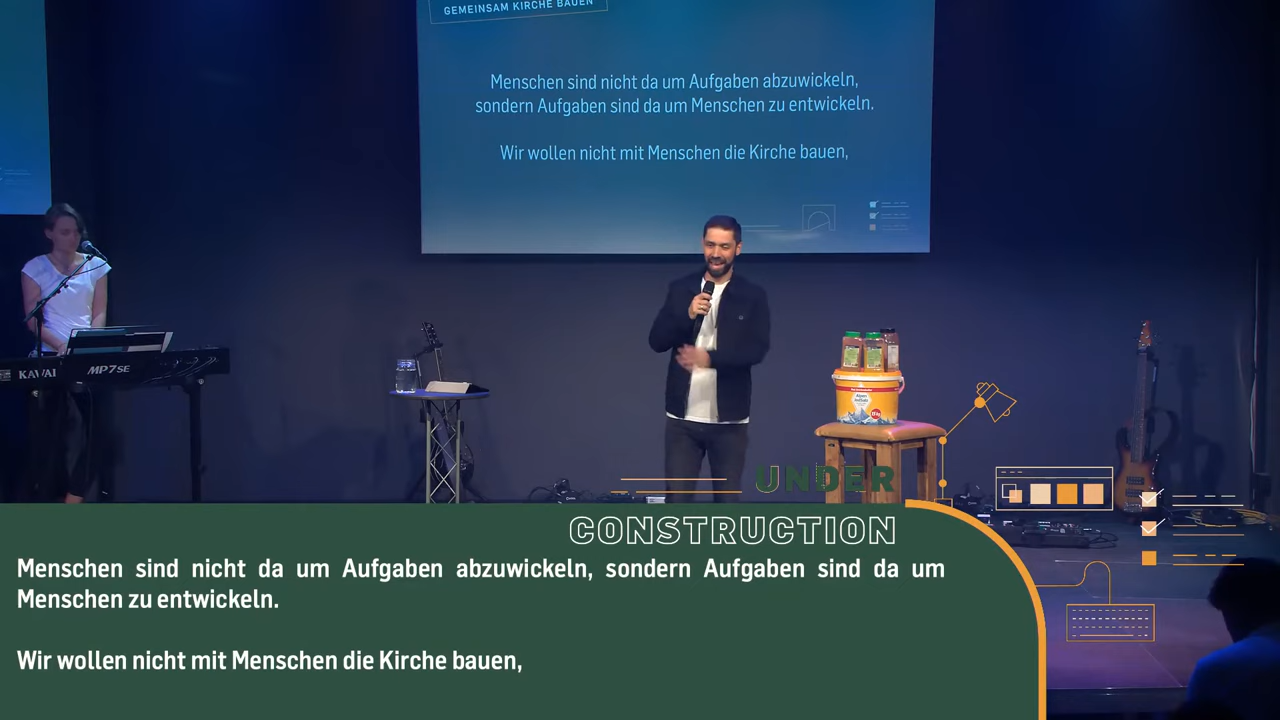 GEMEINSAM KIRCHE BAUEN
Menschen sind nicht da um Aufgaben abzuwickeln,
sondern Aufgaben sind da um Menschen zu entwickeln.
Wir wollen nicht mit Menschen die Kirche bauen,
KAWAI
MP7SE
UNDER
CONSTRUCTION
Menschen sind nicht da um Aufgaben abzuwickeln, sondern Aufgaben sind da um
Menschen zu entwickeln.
Wir wollen nicht mit Menschen die Kirche bauen,